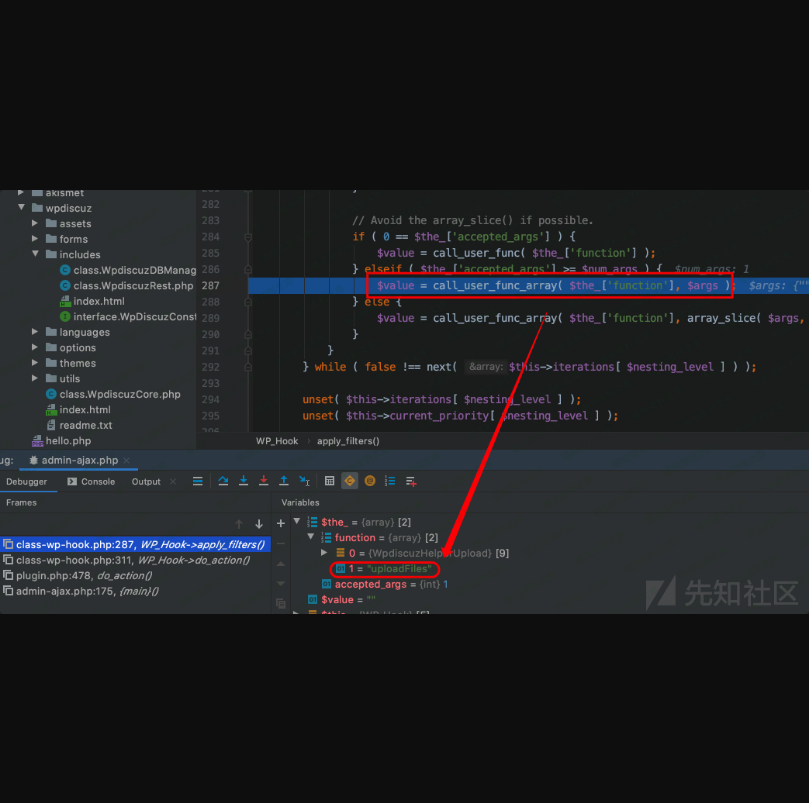 akismet
wpdiscuz
assets
forms
includes
class.WpdiscuzDBManag
class.WpdiscuzRest.php
index.html
interface.WpDiscuzConst
languages
options
themes
utils
class.WpdiscuzCore.php
index.html
readme.txt
hello.php
282
283 // Avoid the array_slice() if possible.
284 if ( 0 == $the_['accepted_args'] ) {
285 $value = call_user_func( $the_['function'] );
286 } elseif ( $the_['accepted_args'] >= $num_args ) { $num_args: 1
287 $value = call_user_func_array( $the_['function'], $args ); $args: {""
288 } else {
289 $value = call_user_func_array( $the_['function'], array_slice( $args,
290 }
291 }
292 } while ( false !== next( &array: $this->iterations[ $nesting_level ] ) );
293
294 unset( $this->iterations[ $nesting_level ] );
295 unset( $this->current_priority[ $nesting_level ] );
WP_Hook › apply_filters()
ug: admin-ajax.php ×
Debugger Console Output ×
Frames
class-wp-hook.php:287, WP_Hook->apply_filters()
class-wp-hook.php:311, WP_Hook->do_action()
plugin.php:478, do_action()
admin-ajax.php:175, {main}()
Variables
$the_ = {array} [2]
function = {array} [2]
0 = {WpdiscuzHelperUpload} [9]
1 = "uploadFiles"
accepted_args = {int} 1
$value = ""
$this = {WP_Hook} [5]
先知社区